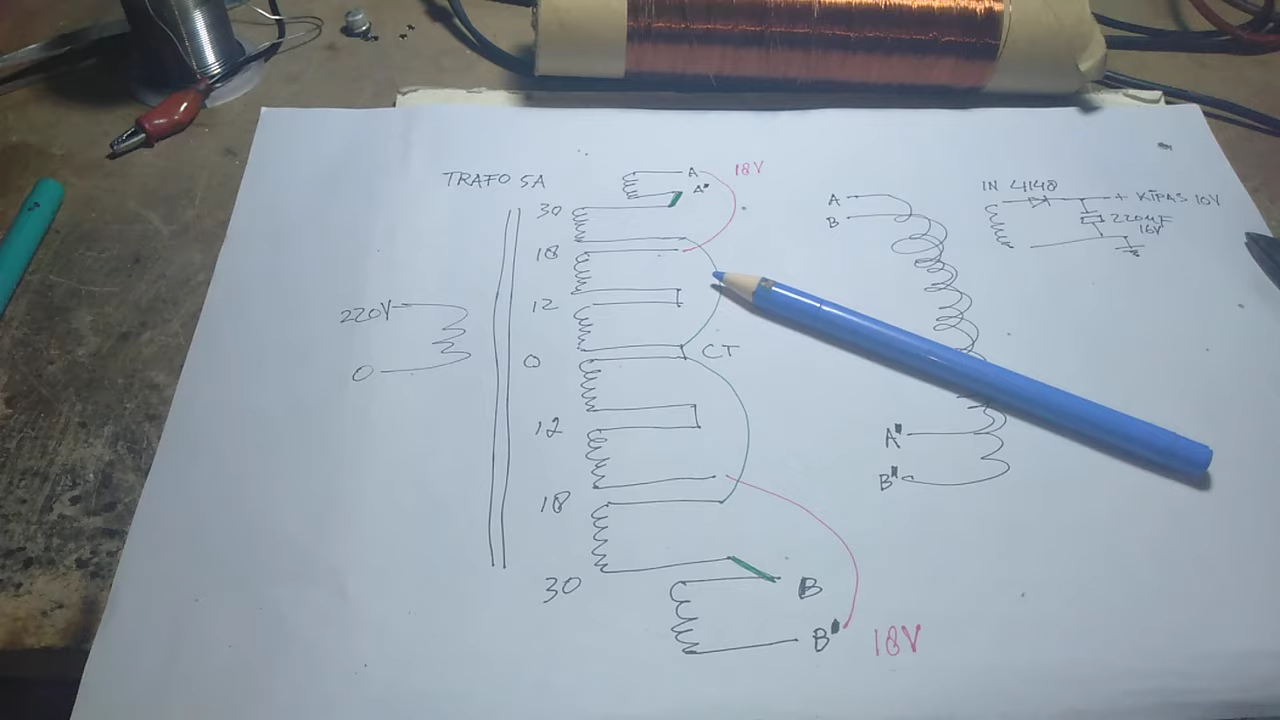 TRAFO 5A
A
18V
A"
30
18
12
220V
0
0
CT
12
18
30
B
B"
18V
A
B
A"
B"
IN 4148
+ KIPAS 10V
220µF
16V